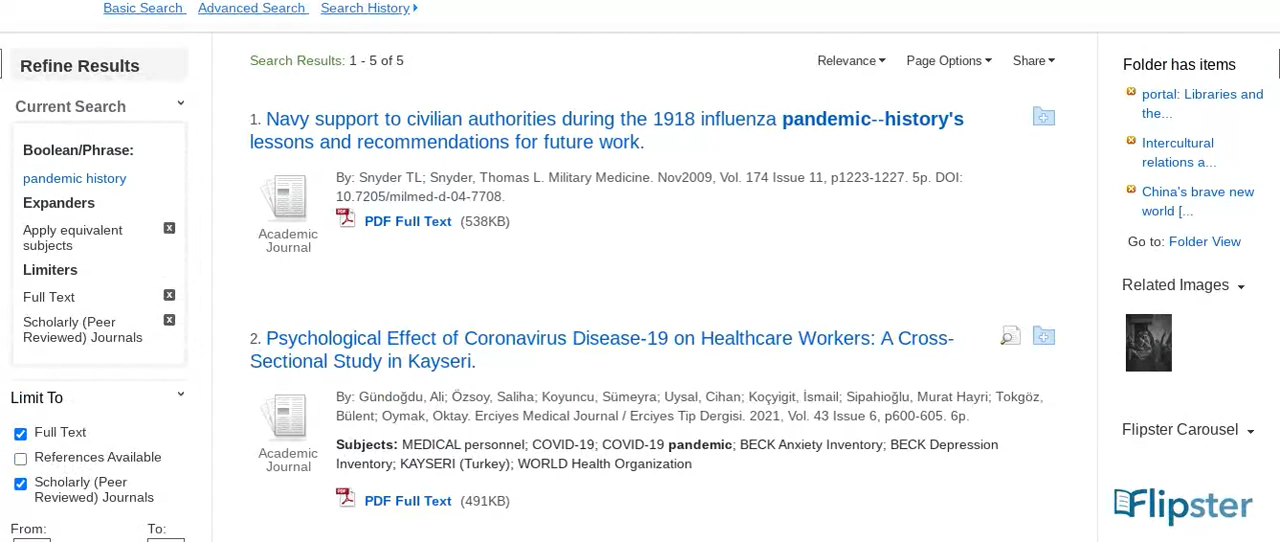 Basic Search Advanced Search Search History
Refine Results
Current Search
Boolean/Phrase:
pandemic history
Expanders
Apply equivalent
subjects
Limiters
Full Text
Scholarly (Peer
Reviewed) Journals
Limit To
Full Text
References Available
Scholarly (Peer
Reviewed) Journals
From: To:
Search Results: 1 - 5 of 5
Relevance Page Options Share
1. Navy support to civilian authorities during the 1918 influenza pandemic--history's
lessons and recommendations for future work.
By: Snyder TL; Snyder, Thomas L. Military Medicine. Nov2009, Vol. 174 Issue 11, p1223-1227. 5p. DOI:
10.7205/milmed-d-04-7708.
PDF Full Text (538KB)
Academic
Journal
2. Psychological Effect of Coronavirus Disease-19 on Healthcare Workers: A Cross-
Sectional Study in Kayseri.
By: Gündoğdu, Ali; Özsoy, Saliha; Koyuncu, Sümeyra; Uysal, Cihan; Koçyigit, İsmail; Sipahioğlu, Murat Hayri; Tokgöz,
Bülent; Oymak, Oktay. Erciyes Medical Journal / Erciyes Tip Dergisi. 2021, Vol. 43 Issue 6, p600-605. 6p.
Subjects: MEDICAL personnel; COVID-19; COVID-19 pandemic; BECK Anxiety Inventory; BECK Depression
Inventory; KAYSERI (Turkey); WORLD Health Organization
Academic
Journal
PDF Full Text (491KB)
Folder has items
portal: Libraries and
the...
Intercultural
relations a...
China's brave new
world [...
Go to: Folder View
Related Images
Flipster Carousel
Flipster